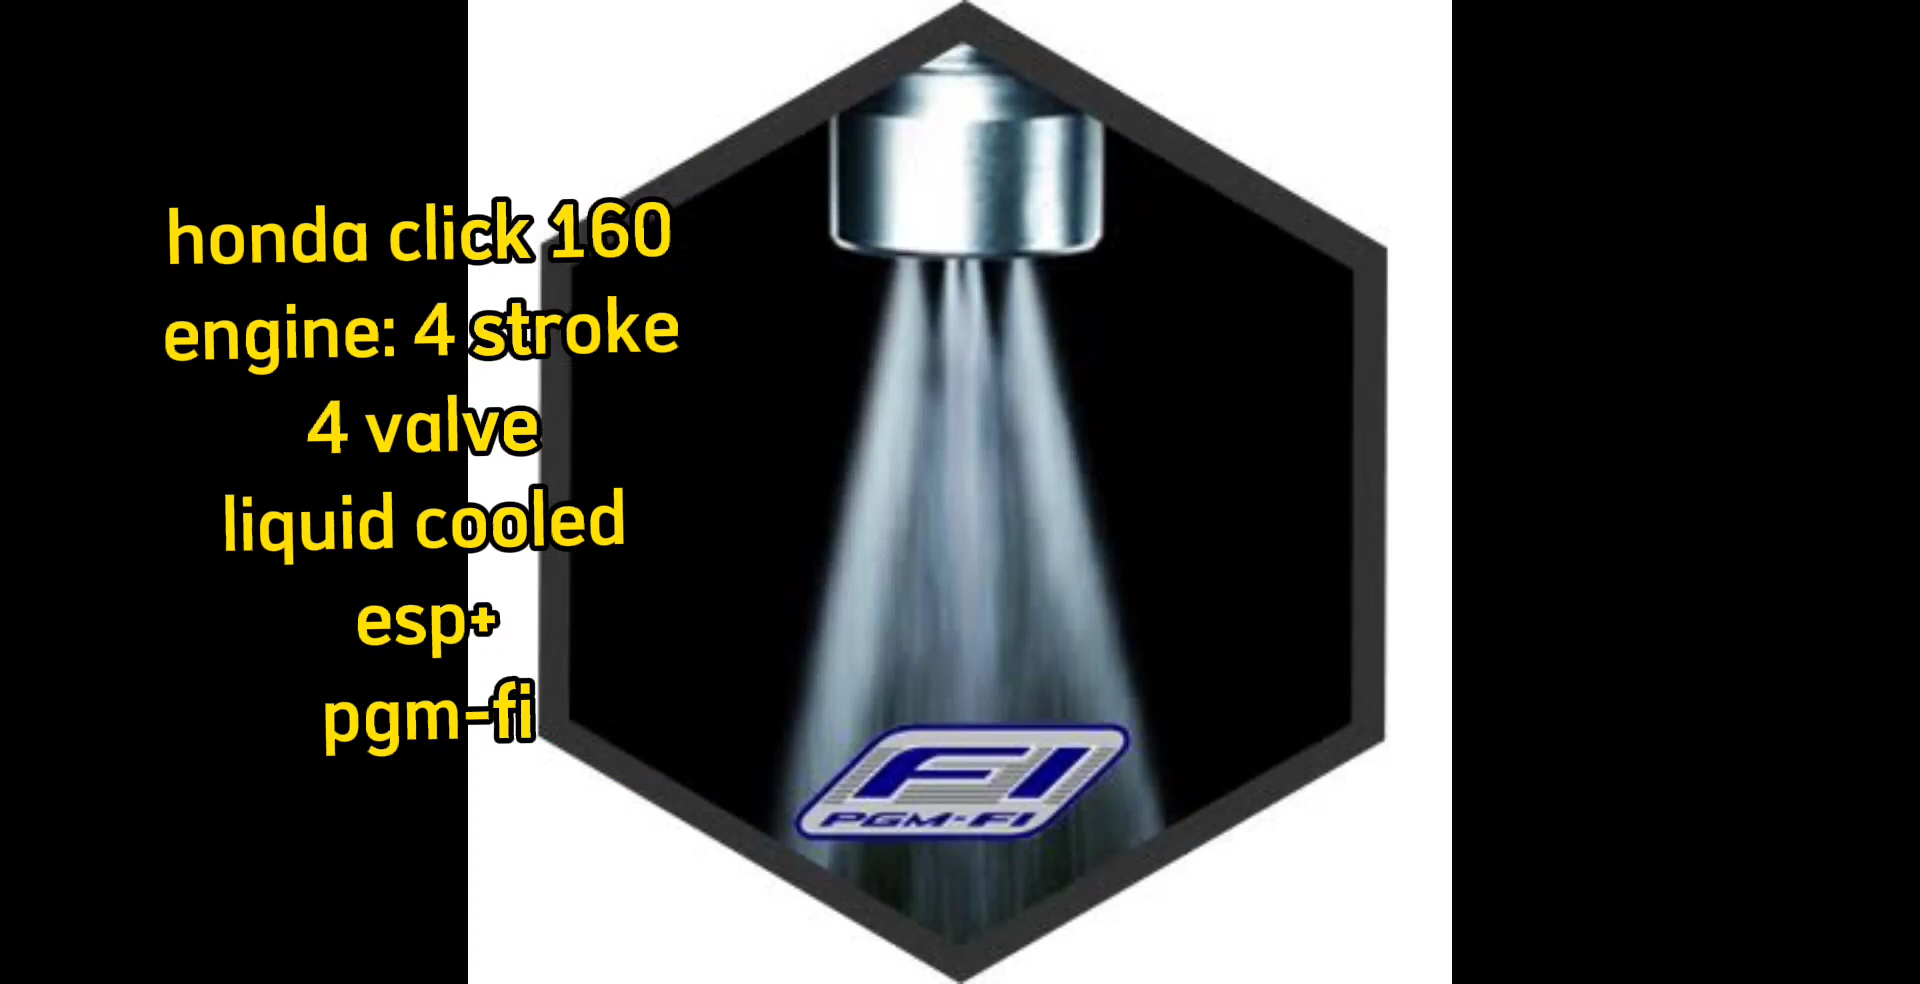 honda click 160
engine: 4 stroke
4 valve
liquid cooled
esp+
pgm-fi
FI
PGM-FI